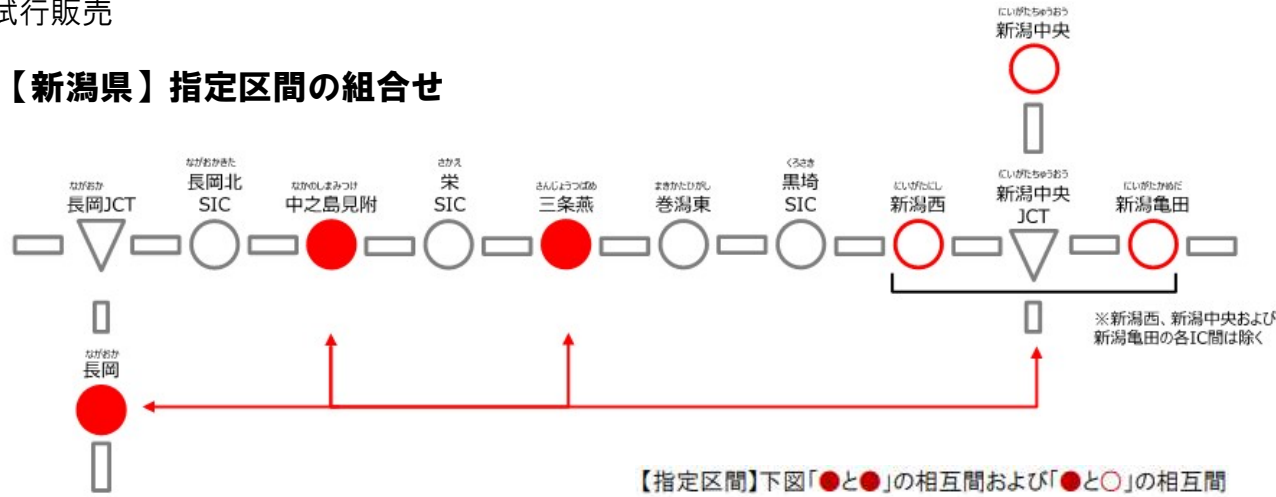 試行販売
【新潟県】指定区間の組合せ
にいがたちゅうおう
新潟中央
ながおか
長岡JCT
ながおかきた
長岡北
SIC
なかのしまみつけ
中之島見附
さかえ
栄
SIC
さんじょうつばめ
三条燕
まきかたひがし
巻潟東
くろさき
黒埼
SIC
にいがたにし
新潟西
にいがたちゅうおう
新潟中央
JCT
にいがたかめだ
新潟亀田
※新潟西、新潟中央および
新潟亀田の各IC間は除く
ながおか
長岡
【指定区間】下図「●と●」の相互間および「●と○」の相互間